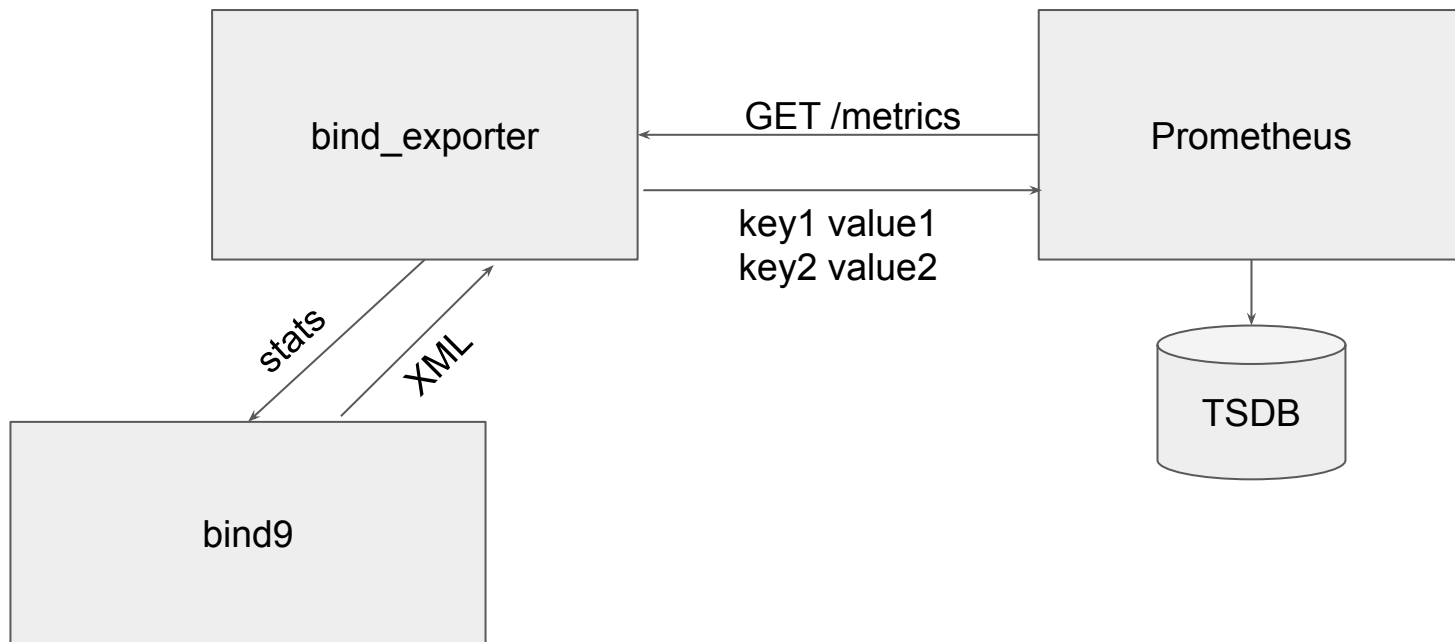 bind_exporter
GET /metrics
Prometheus
key1 value1
key2 value2
stats
XML
TSDB
bind9